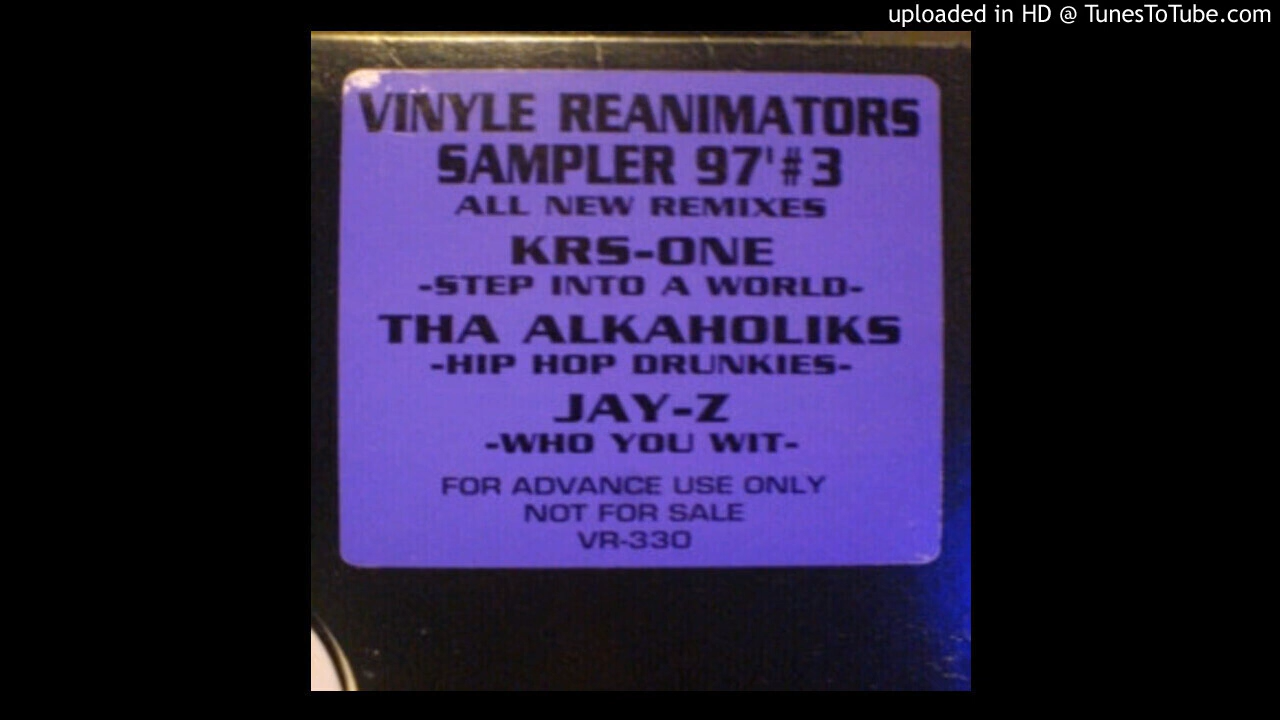 uploaded in HD @ TunesToTube.com
VINYLE REANIMATORS
SAMPLER 97'#3
ALL NEW REMIXES
KRS-ONE
-STEP INTO A WORLD-
THA ALKAHOLIKS
-HIP HOP DRUNKIES-
JAY-Z
-WHO YOU WIT-
FOR ADVANCE USE ONLY
NOT FOR SALE
VR-330